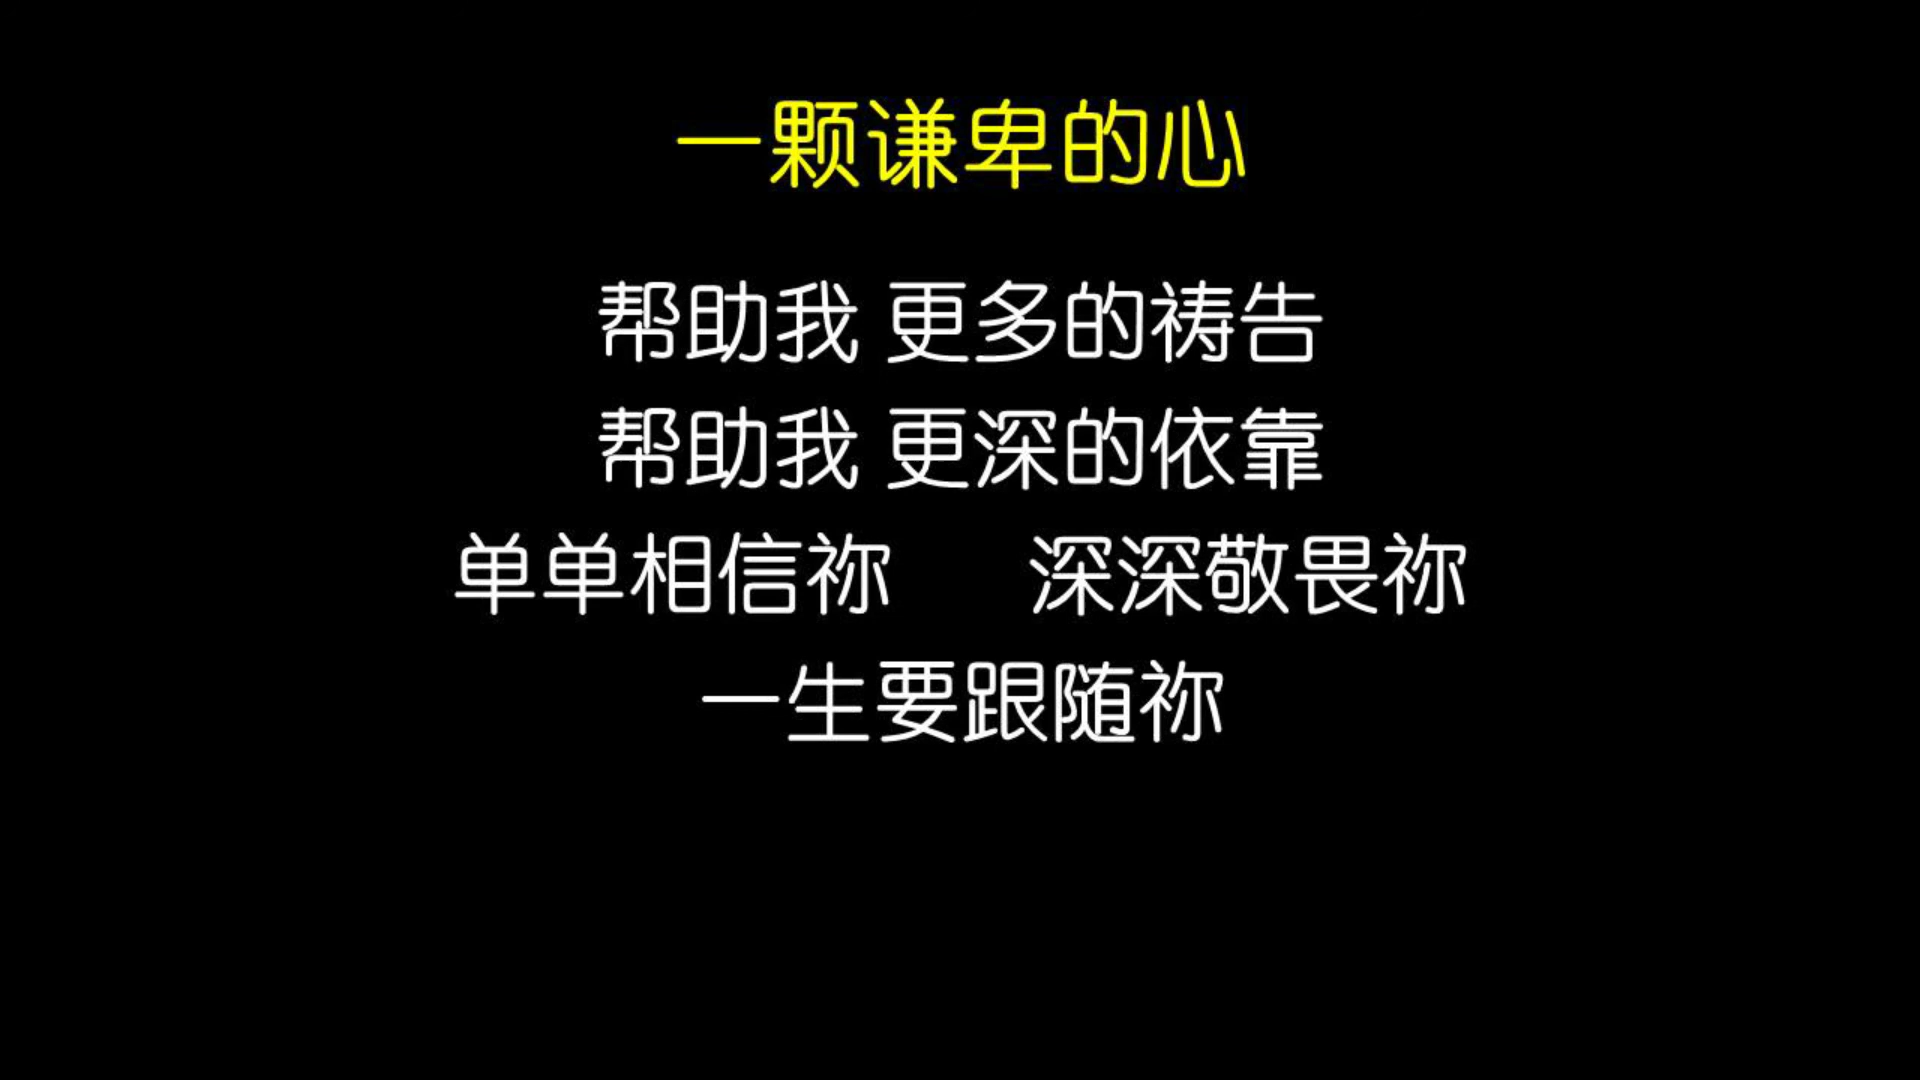 一颗谦卑的心
帮助我 更多的祷告
帮助我 更深的依靠
单单相信祢 深深敬畏祢
一生要跟随祢